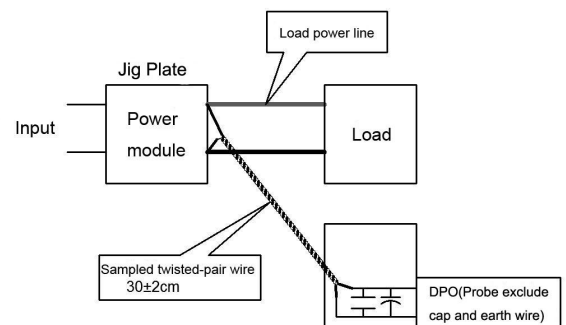 Load power line
Jig Plate
Input
Power
module
Load
Sampled twisted-pair wire
30±2cm
DPO(Probe exclude
cap and earth wire)